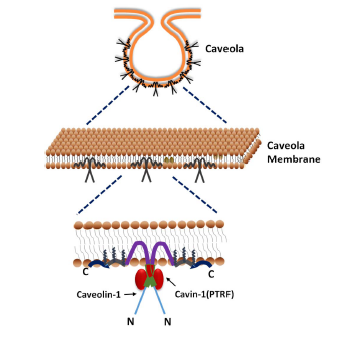 Caveola
Caveola
Membrane
C
C
Caveolin-1
Cavin-1(PTRF)
N
N